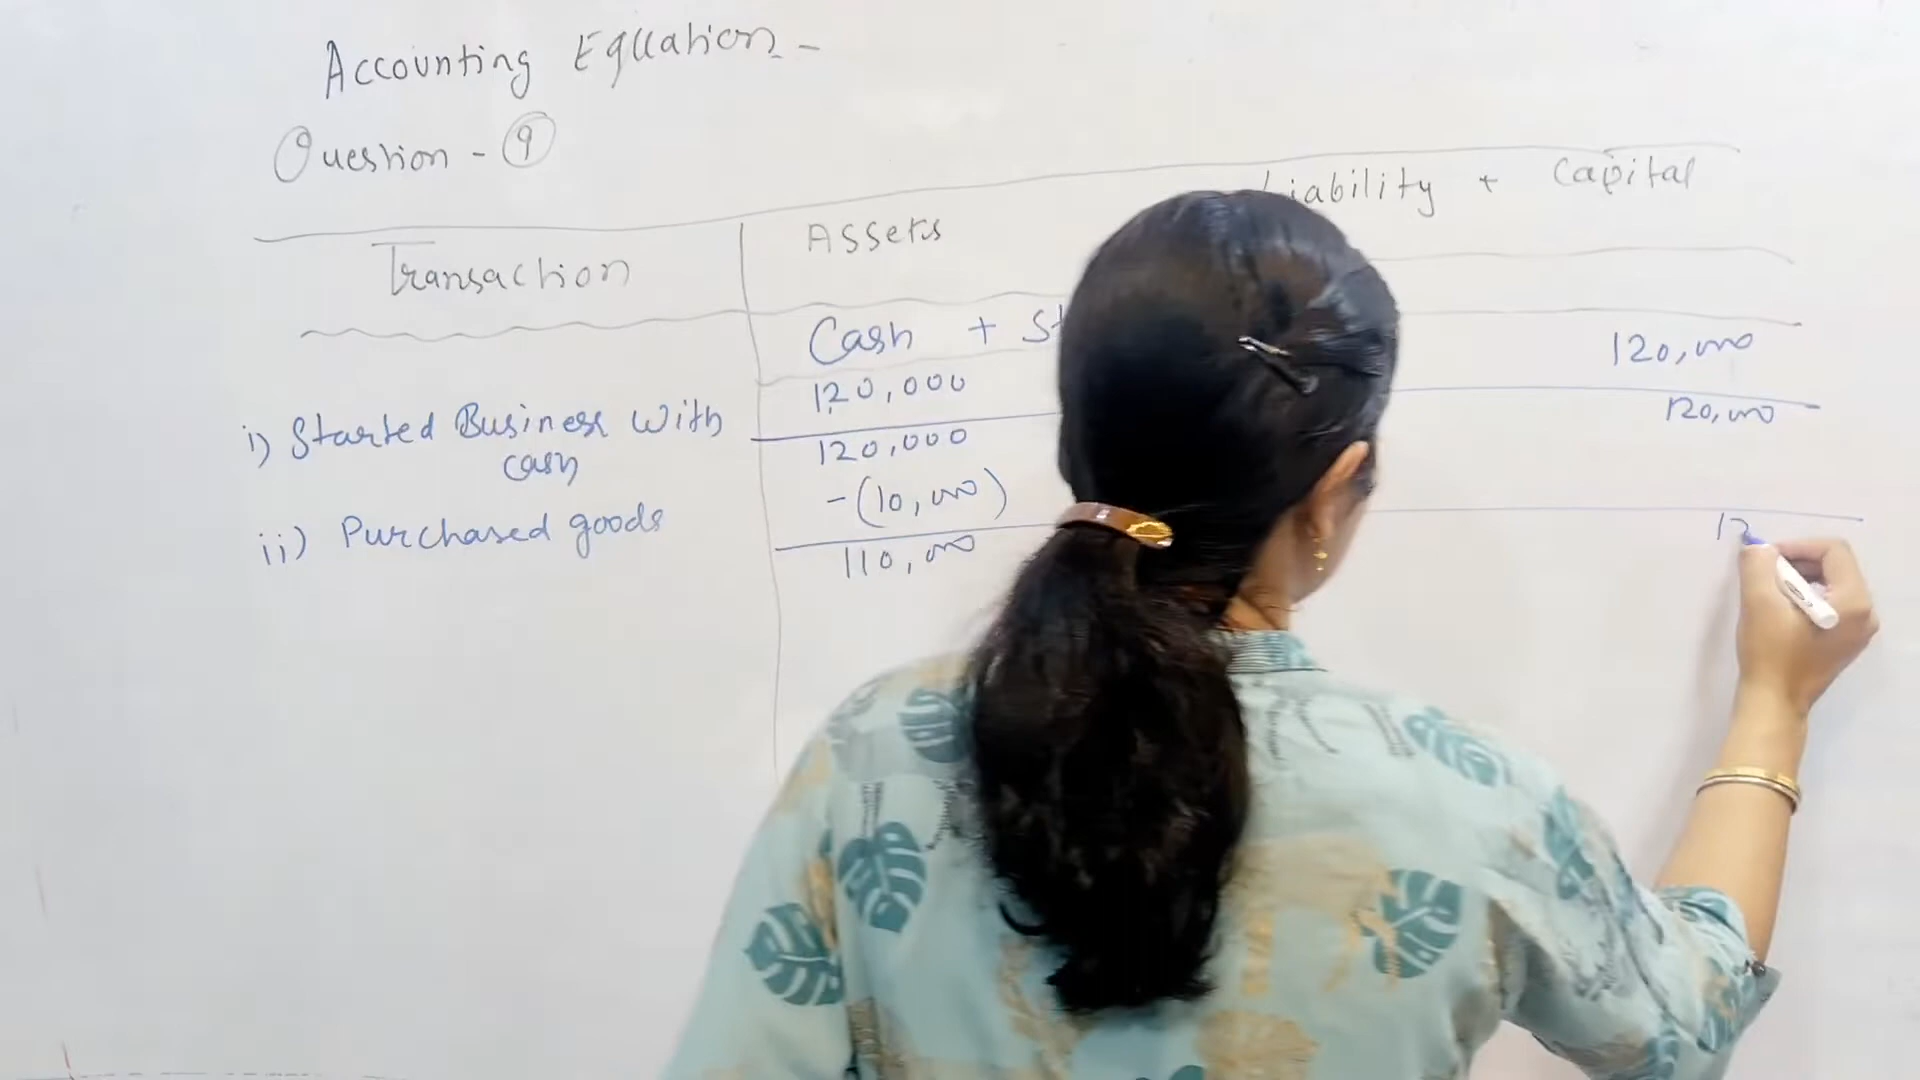 Accounting Equation -
Question - 9
Transaction Assets Liability + Capital
Cash +
120,000 120,000
i) Started Business With 120,000 120,000
cash
-(10,000)
ii) Purchased goods 110,000 12